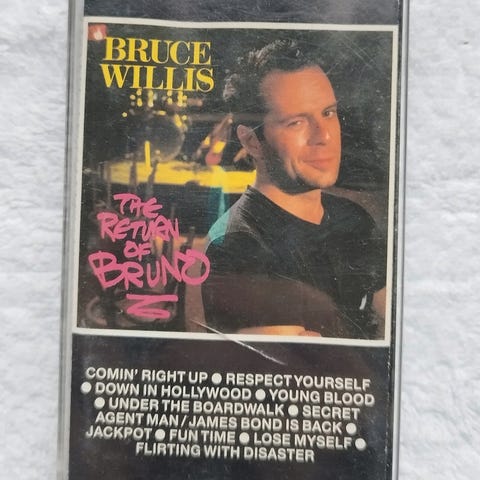 BRUCE
WILLIS
THE
RETURN
OF
BRUNO
COMIN' RIGHT UP ● RESPECT YOURSELF
● DOWN IN HOLLYWOOD ● YOUNG BLOOD
● UNDER THE BOARDWALK ● SECRET
AGENT MAN / JAMES BOND IS BACK ●
JACKPOT ● FUN TIME ● LOSE MYSELF ●
FLIRTING WITH DISASTER